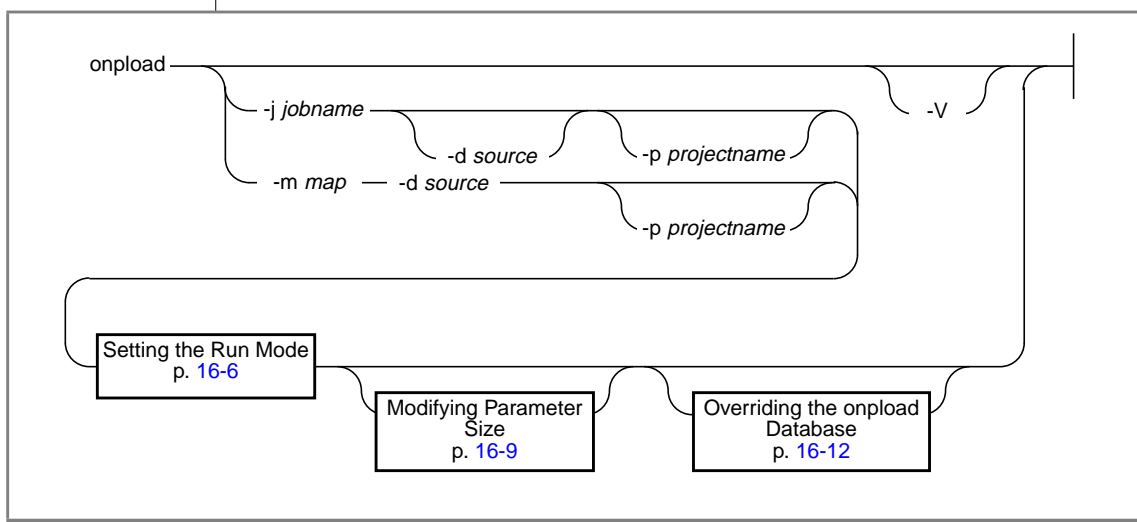 onpload
-V
-j jobname
-d source
-p projectname
-m map
-d source
-p projectname
Setting the Run Mode
p. 16-6
Modifying Parameter
Size
p. 16-9
Overriding the onpload
Database
p. 16-12